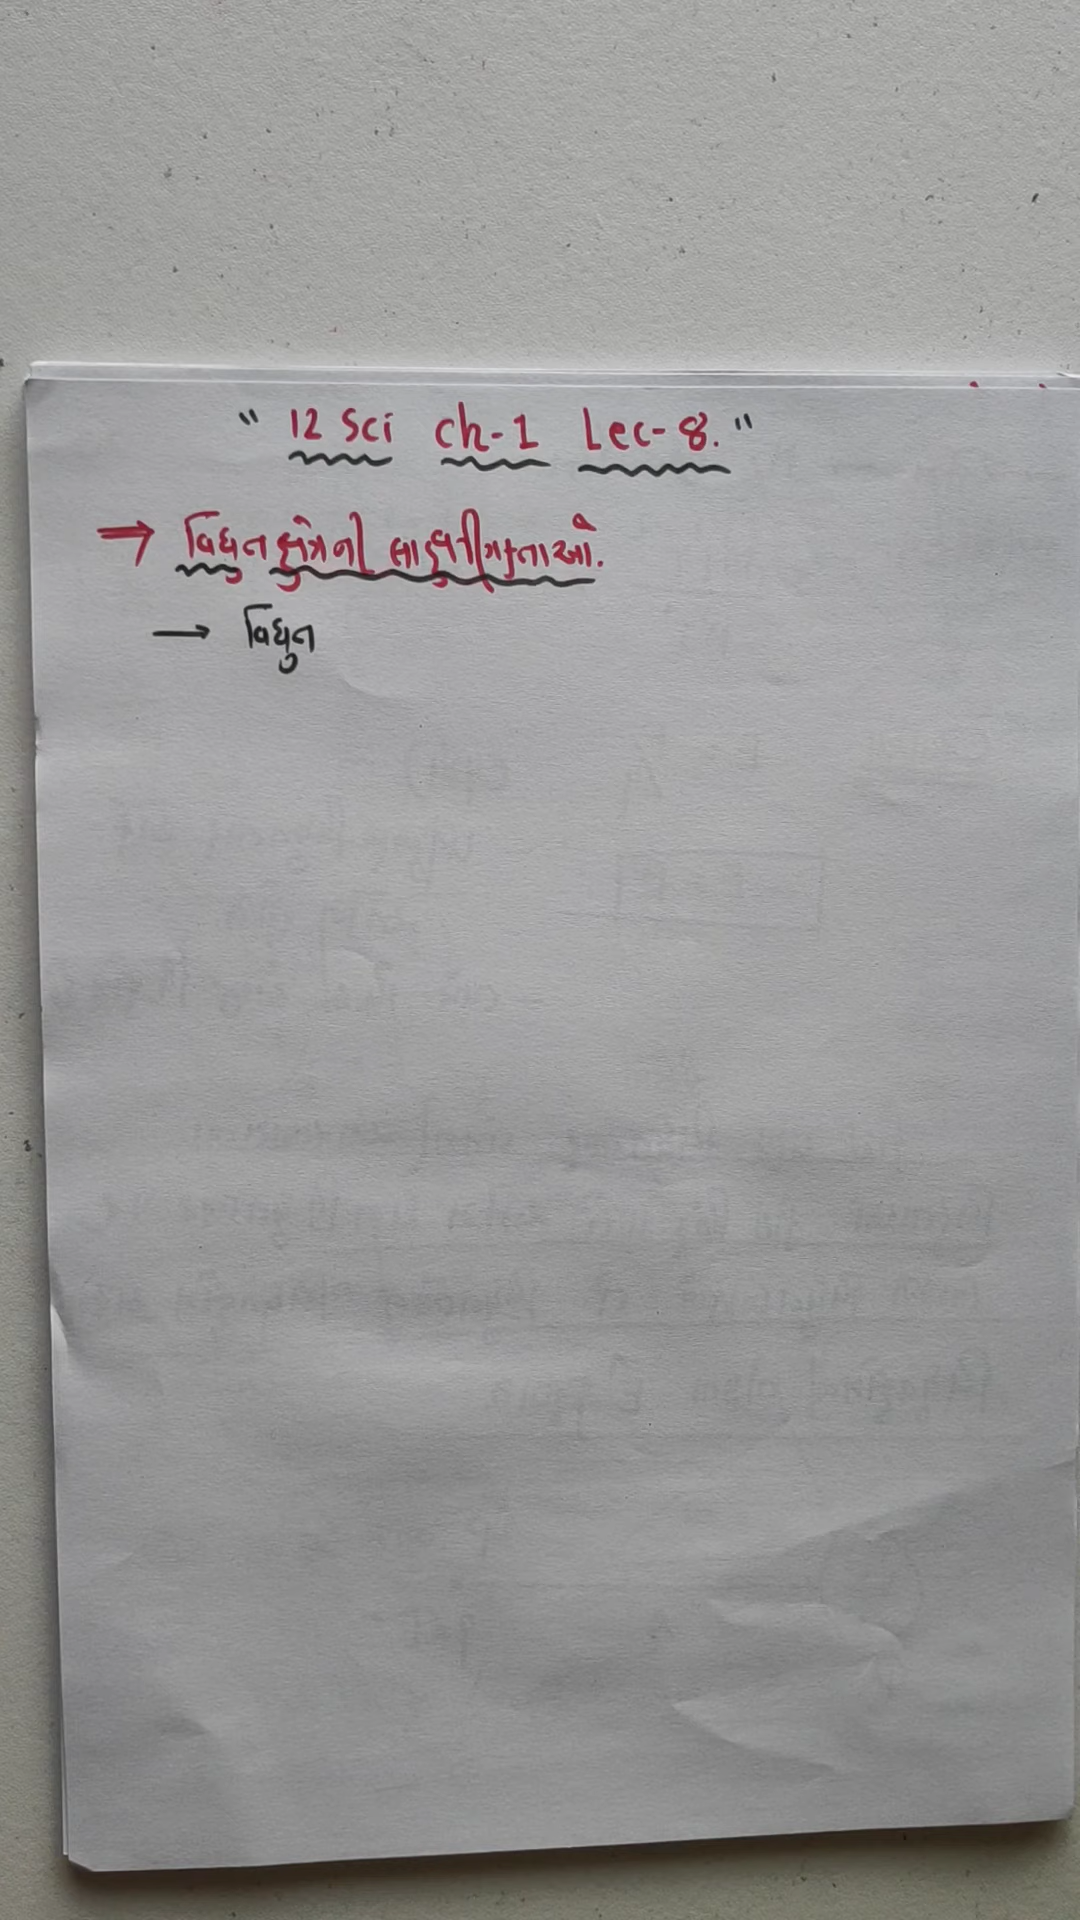 " 12 Sci ch-1 Lec-8. "
⇒ વિધુત ક્ષેત્રની લાક્ષણીકતાઓ.
→ વિધુત